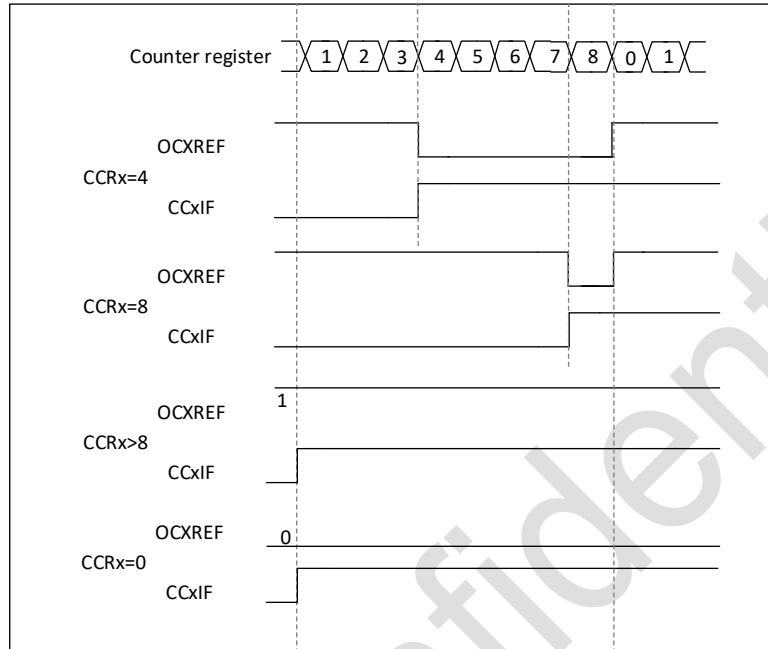 Counter register 1 2 3 4 5 6 7 8 0 1
OCXREF
CCRx=4
CCxIF
OCXREF
CCRx=8
CCxIF
OCXREF 1
CCRx>8
CCxIF
OCXREF 0
CCRx=0
CCxIF